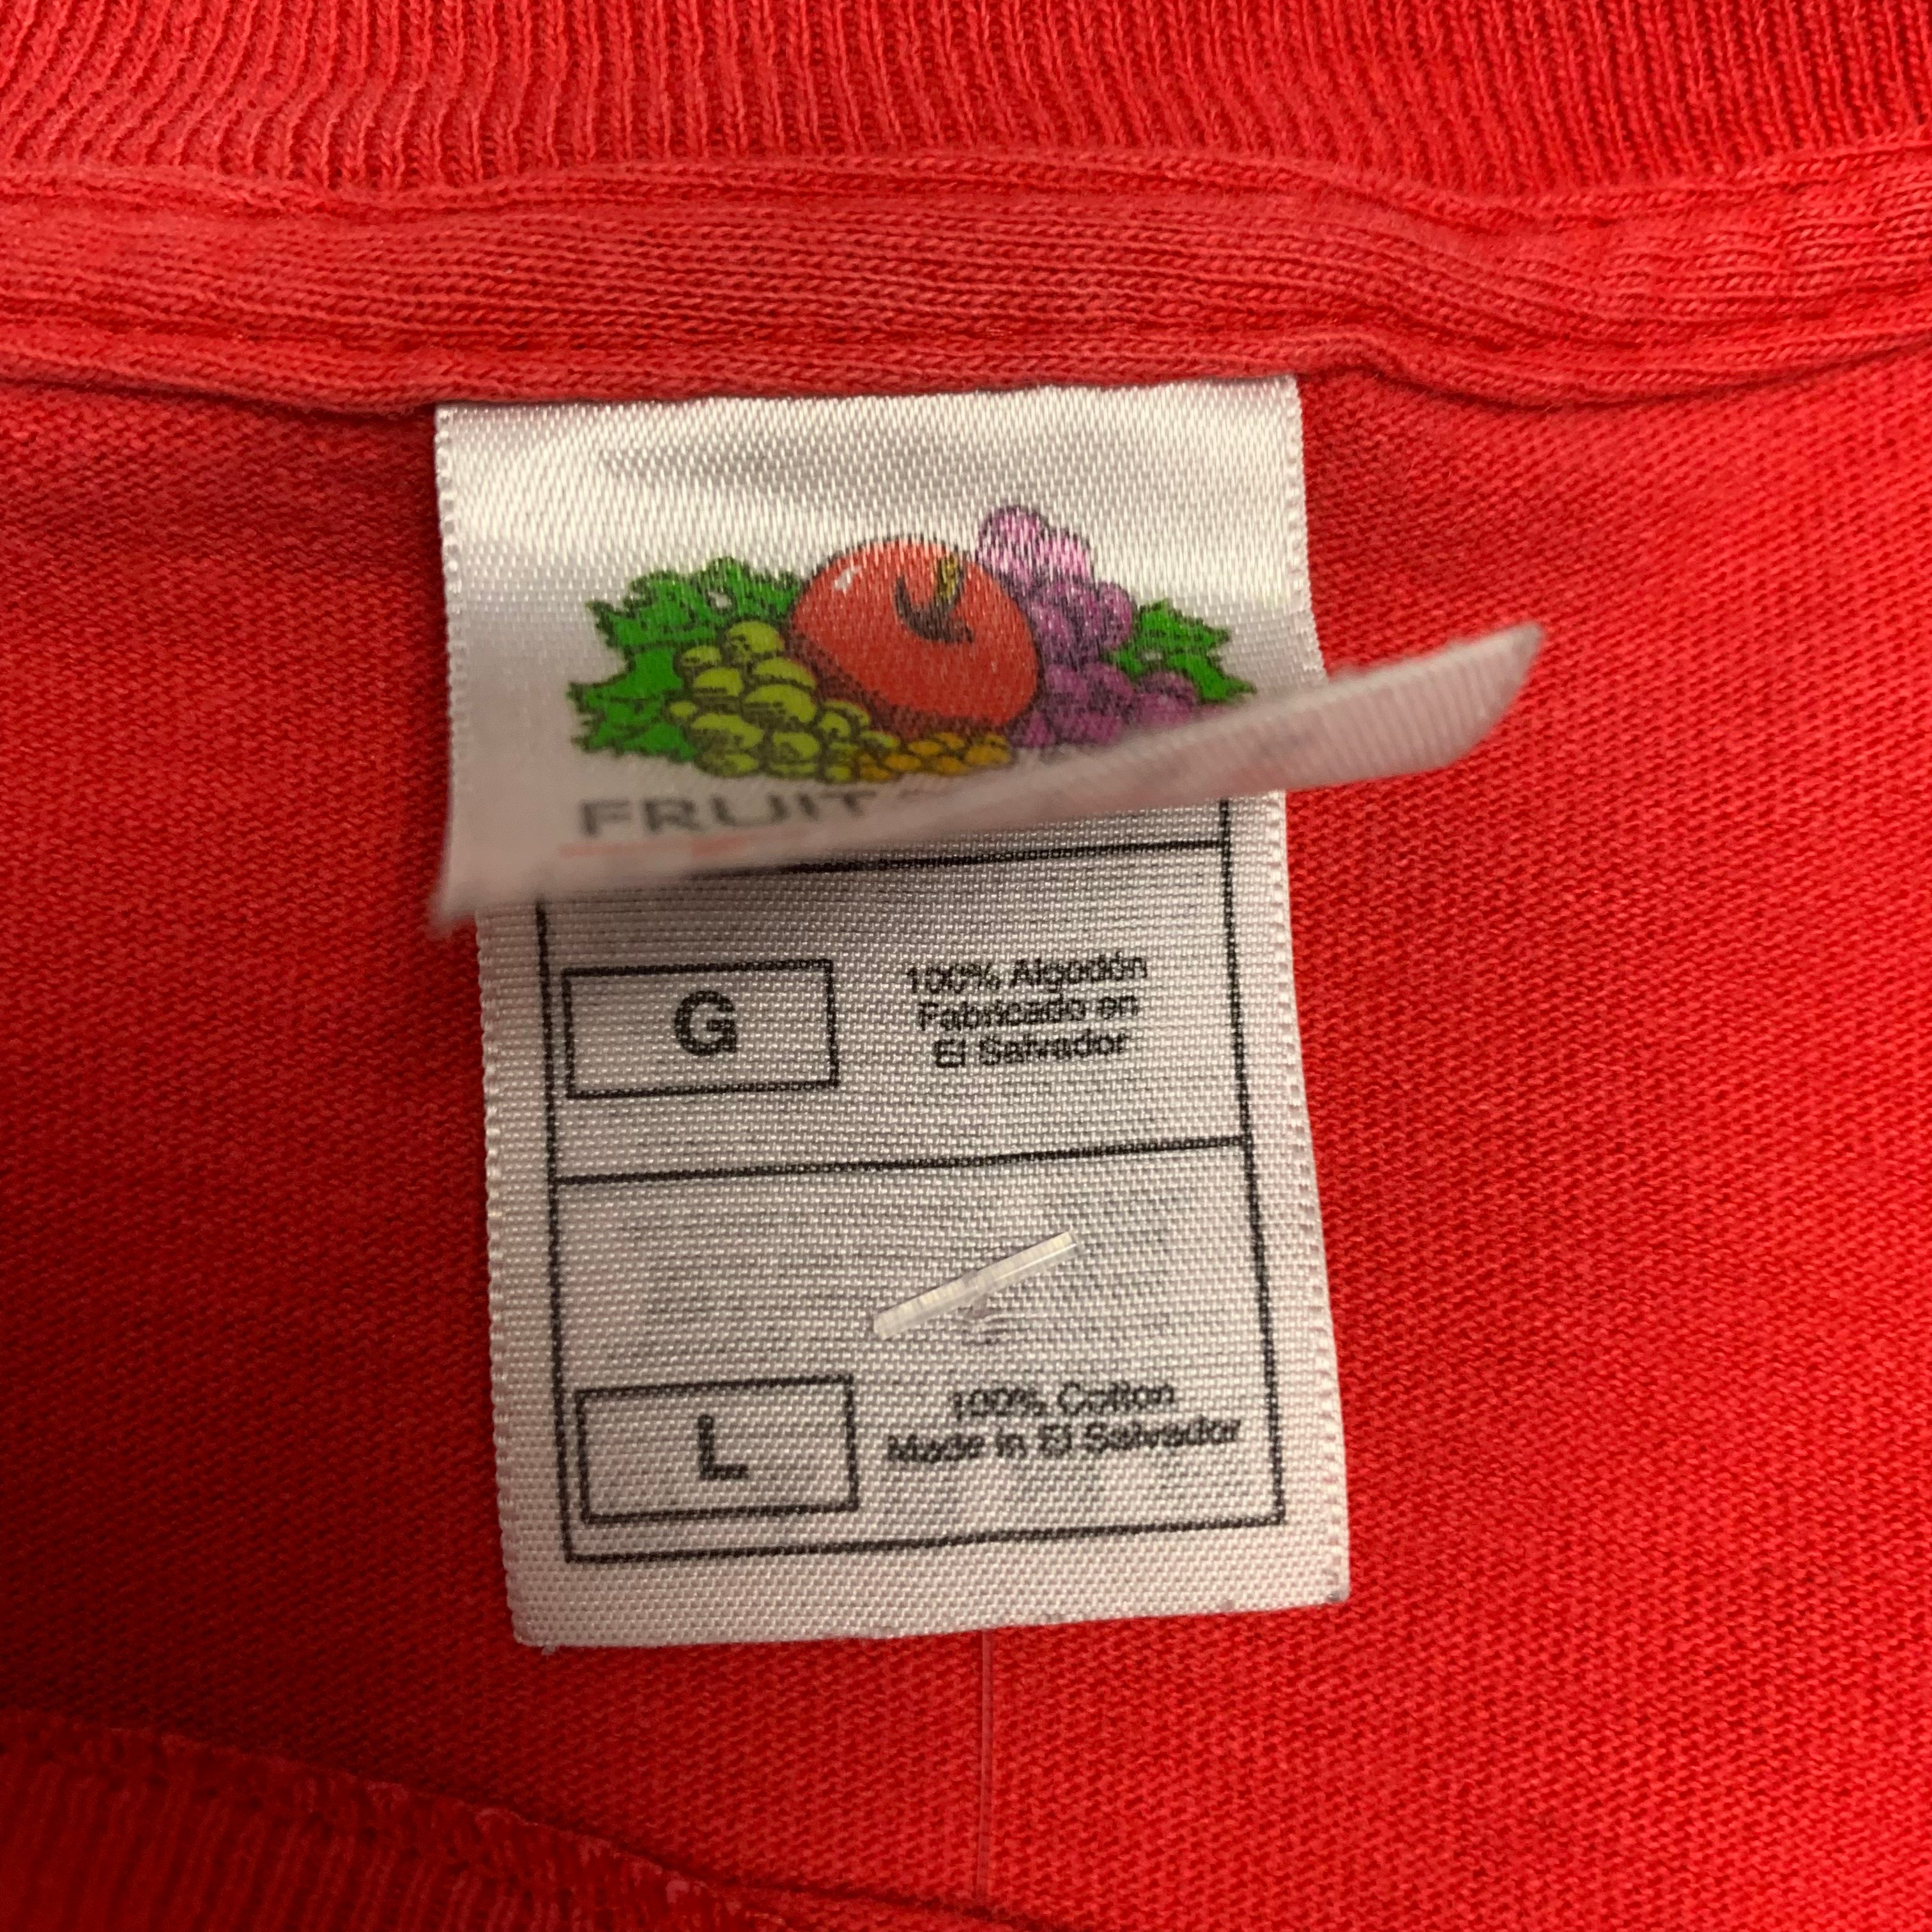 FRUIT
G
100% Algodón
Fabricado en
El Salvador
L
100% Cotton
Made in El Salvador